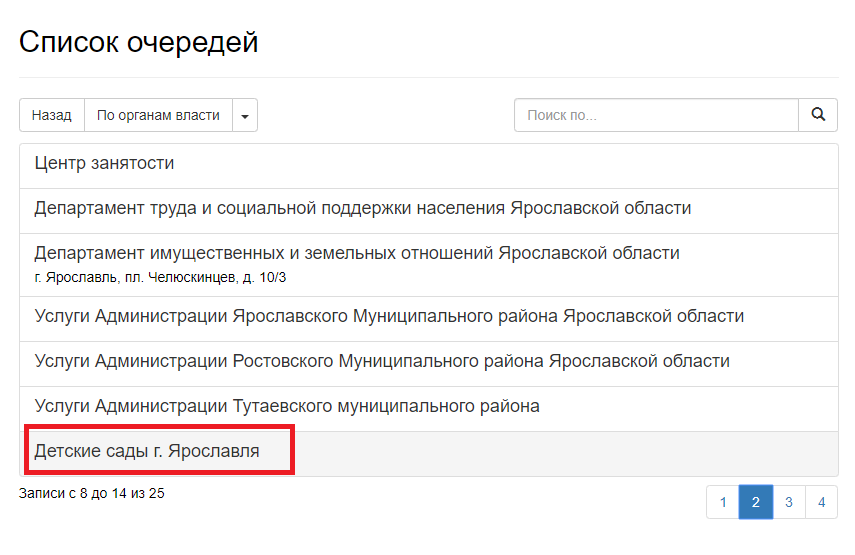 Список очередей
Назад По органам власти Поиск по...
Центр занятости
Департамент труда и социальной поддержки населения Ярославской области
Департамент имущественных и земельных отношений Ярославской области
г. Ярославль, пл. Челюскинцев, д. 10/3
Услуги Администрации Ярославского Муниципального района Ярославской области
Услуги Администрации Ростовского Муниципального района Ярославской области
Услуги Администрации Тутаевского муниципального района
Детские сады г. Ярославля
Записи с 8 до 14 из 25 1 2 3 4